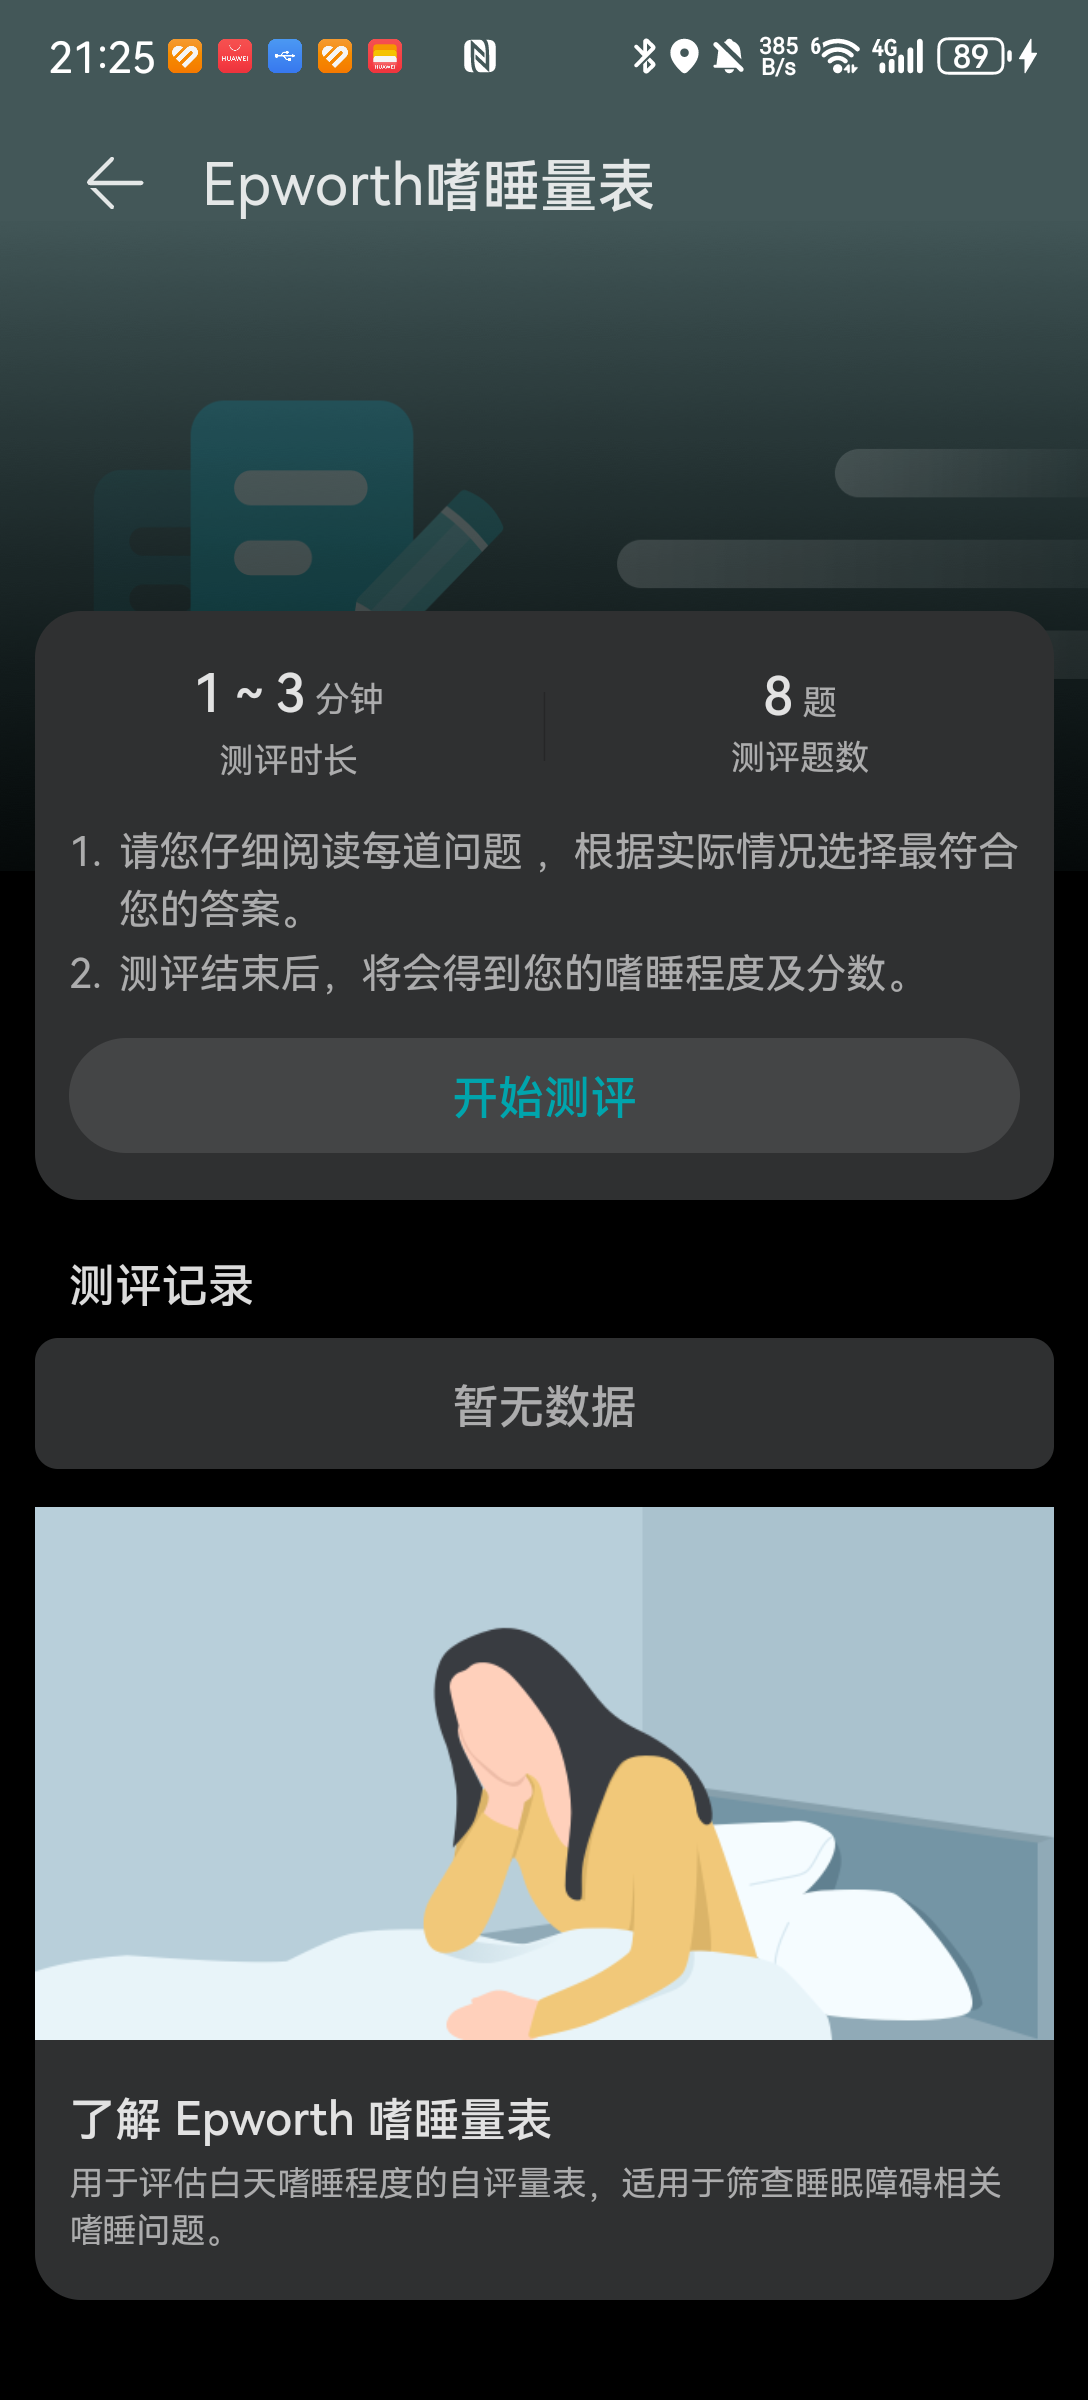 21:25
HUAWEI
HUAWEI
385 B/s
6
4G
89
Epworth嗜睡量表
1 ~ 3 分钟
测评时长
8 题
测评题数
1. 请您仔细阅读每道问题 ，根据实际情况选择最符合
您的答案。
2. 测评结束后，将会得到您的嗜睡程度及分数。
开始测评
测评记录
暂无数据
了解 Epworth 嗜睡量表
用于评估白天嗜睡程度的自评量表，适用于筛查睡眠障碍相关
嗜睡问题。